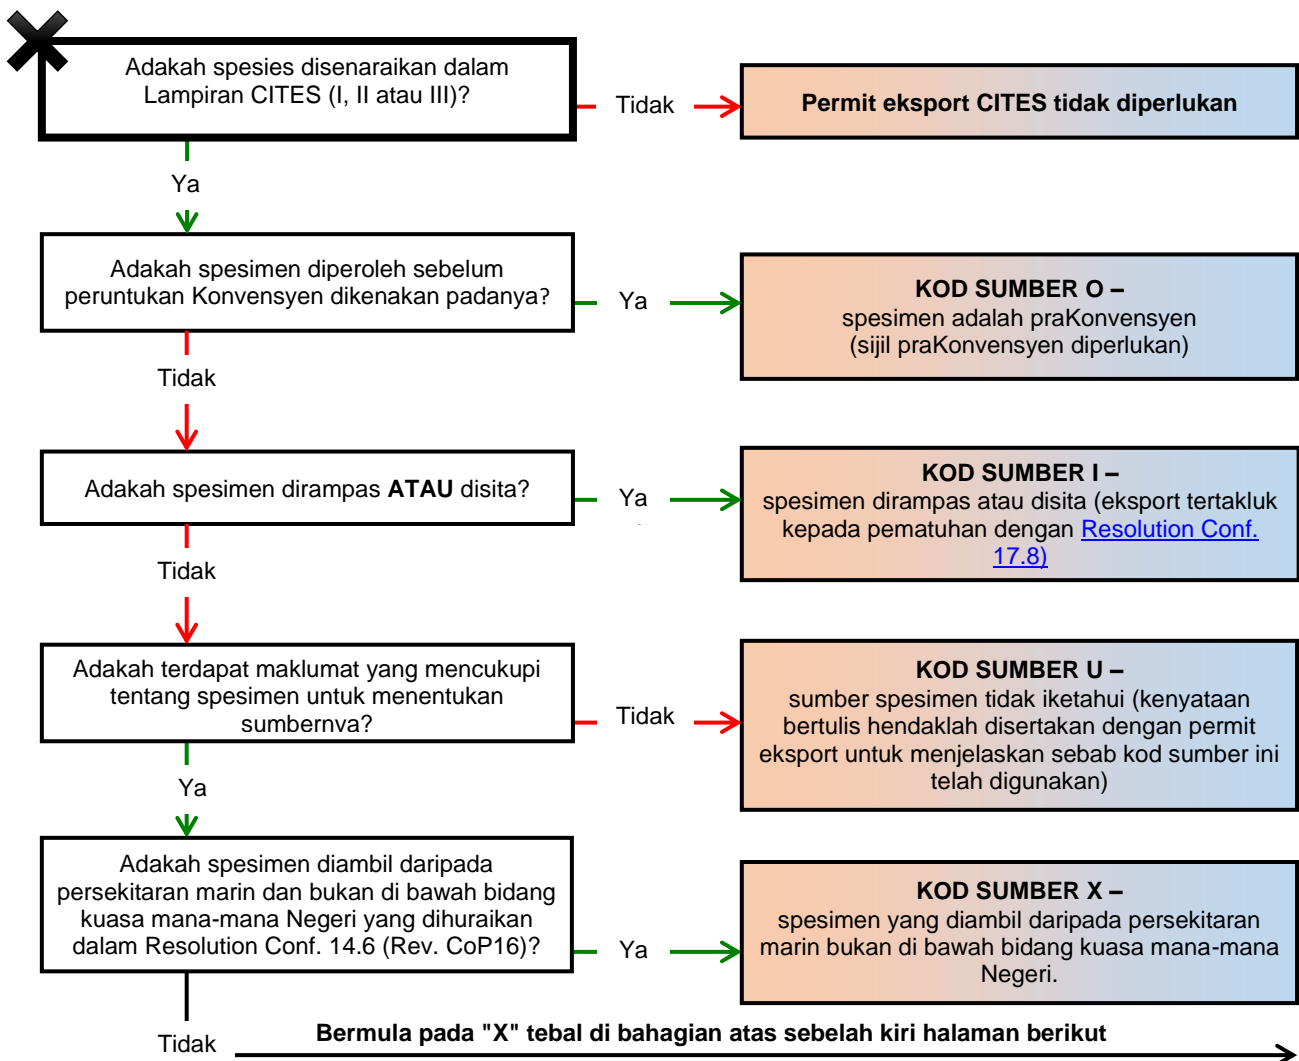 Adakah spesies disenaraikan dalam
Lampiran CITES (I, II atau III)?
Tidak
Permit eksport CITES tidak diperlukan
Ya
Adakah spesimen diperoleh sebelum
peruntukan Konvensyen dikenakan padanya?
Ya
KOD SUMBER O –
spesimen adalah praKonvensyen
(sijil praKonvensyen diperlukan)
Tidak
Adakah spesimen dirampas ATAU disita?
Ya
KOD SUMBER I –
spesimen dirampas atau disita (eksport tertakluk
kepada pematuhan dengan Resolution Conf.
17.8)
Tidak
Adakah terdapat maklumat yang mencukupi
tentang spesimen untuk menentukan
sumbernva?
Tidak
KOD SUMBER U –
sumber spesimen tidak iketahui (kenyataan
bertulis hendaklah disertakan dengan permit
eksport untuk menjelaskan sebab kod sumber ini
telah digunakan)
Ya
Adakah spesimen diambil daripada
persekitaran marin dan bukan di bawah bidang
kuasa mana-mana Negeri yang dihuraikan
dalam Resolution Conf. 14.6 (Rev. CoP16)?
Ya
KOD SUMBER X –
spesimen yang diambil daripada persekitaran
marin bukan di bawah bidang kuasa mana-mana
Negeri.
Tidak
Bermula pada "X" tebal di bahagian atas sebelah kiri halaman berikut